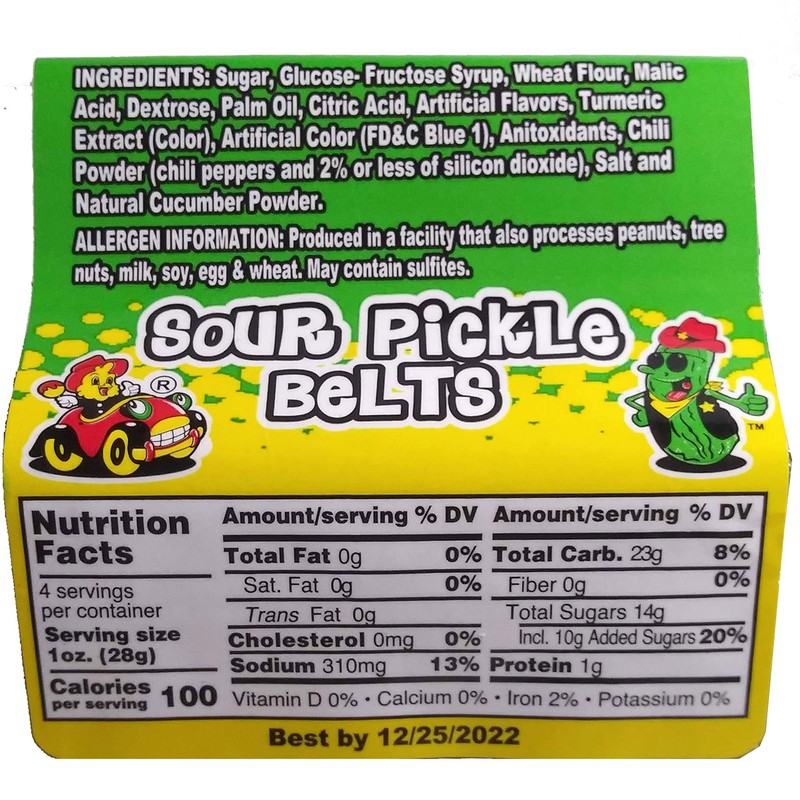 INGREDIENTS: Sugar, Glucose- Fructose Syrup, Wheat Flour, Malic
Acid, Dextrose, Palm Oil, Citric Acid, Artificial Flavors, Turmeric
Extract (Color), Artificial Color (FD&C Blue 1), Anitoxidants, Chili
Powder (chili peppers and 2% or less of silicon dioxide), Salt and
Natural Cucumber Powder.
ALLERGEN INFORMATION: Produced in a facility that also processes peanuts, tree
nuts, milk, soy, egg & wheat. May contain sulfites.
SOUR PiCKLe
BeLTS
®
TM
Nutrition
Facts
4 servings
per container
Serving size
1oz. (28g)
Calories
per serving 100
Amount/serving % DV
Total Fat 0g 0%
Sat. Fat 0g 0%
Trans Fat 0g
Cholesterol 0mg 0%
Sodium 310mg 13%
Amount/serving % DV
Total Carb. 23g 8%
Fiber 0g 0%
Total Sugars 14g
Incl. 10g Added Sugars 20%
Protein 1g
Vitamin D 0% • Calcium 0% • Iron 2% • Potassium 0%
Best by 12/25/2022